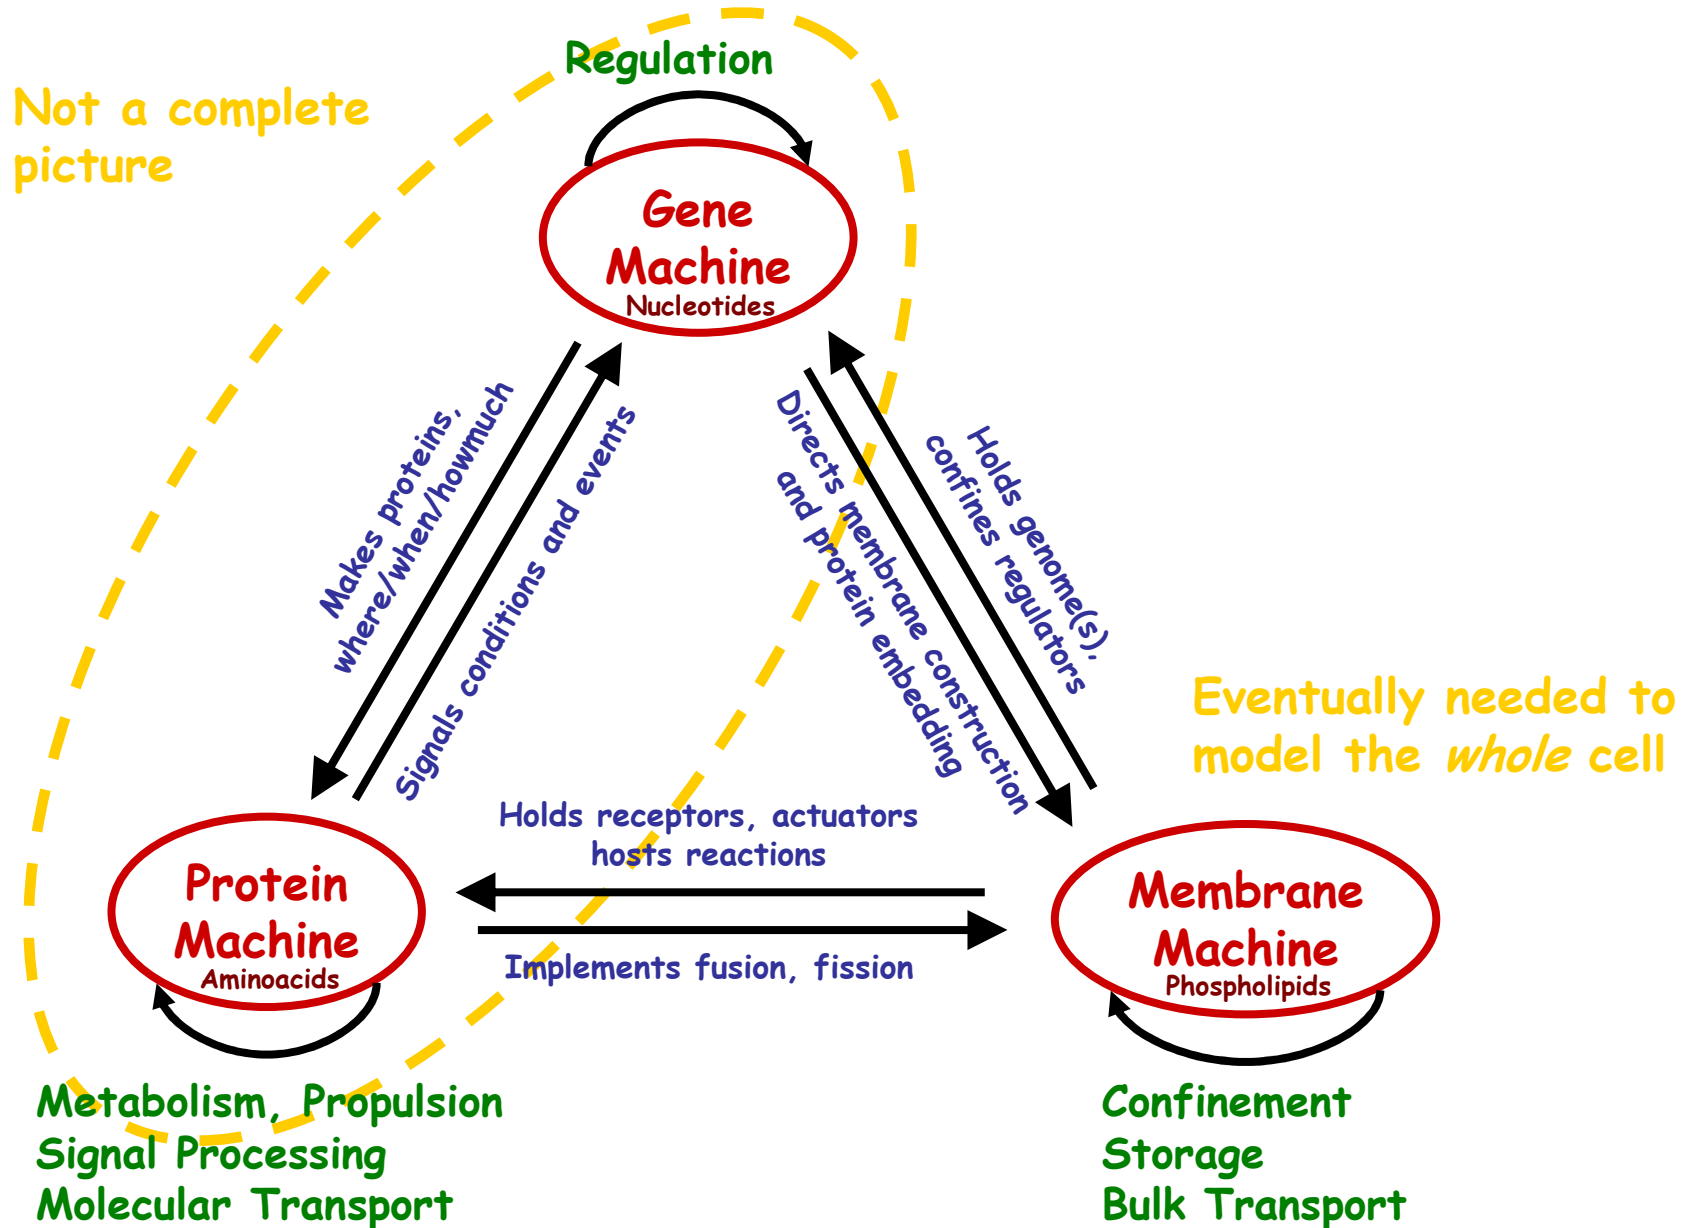 Regulation
Not a complete
picture
Gene
Machine
Nucleotides
Makes proteins,
where/when/howmuch
Signals conditions and events
Directs membrane construction
and protein embedding
Holds genome(s),
confines regulators
Eventually needed to
model the whole cell
Holds receptors, actuators
hosts reactions
Protein
Machine
Aminoacids
Membrane
Machine
Phospholipids
Implements fusion, fission
Metabolism, Propulsion
Signal Processing
Molecular Transport
Confinement
Storage
Bulk Transport